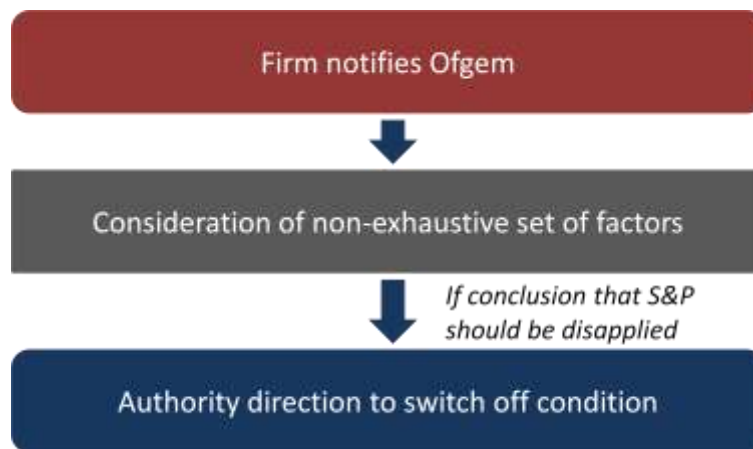 Firm notifies Ofgem
Consideration of non-exhaustive set of factors
If conclusion that S&P
should be disapplied
Authority direction to switch off condition